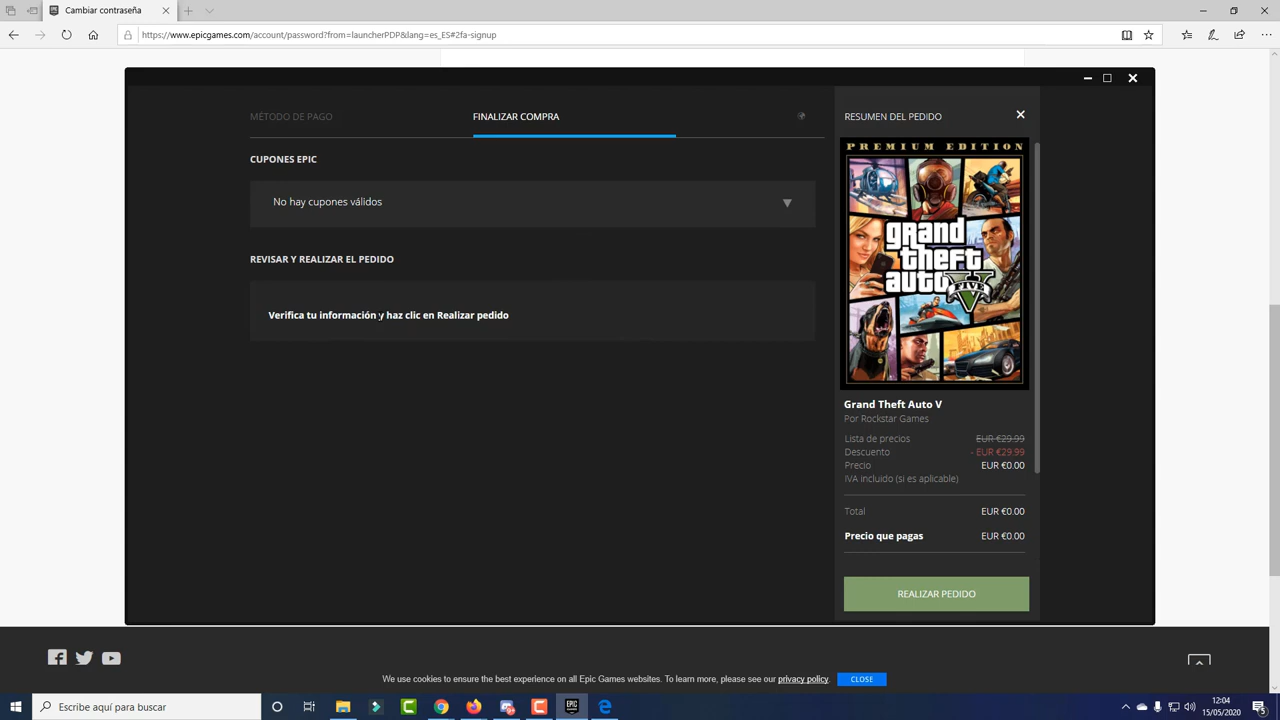 Cambiar contraseña
https://www.epicgames.com/account/password?from=launcherPDP&lang=es_ES#2fa-signup
MÉTODO DE PAGO
FINALIZAR COMPRA
CUPONES EPIC
No hay cupones válidos
REVISAR Y REALIZAR EL PEDIDO
Verifica tu información y haz clic en Realizar pedido
RESUMEN DEL PEDIDO
PREMIUM EDITION
grand
theft
auto V
FIVE
Grand Theft Auto V
Por Rockstar Games
Lista de precios EUR €29.99
Descuento - EUR €29.99
Precio EUR €0.00
IVA incluido (si es aplicable)
Total EUR €0.00
Precio que pagas EUR €0.00
REALIZAR PEDIDO
We use cookies to ensure the best experience on all Epic Games websites. To learn more, please see our privacy policy. CLOSE
Escribe aquí para buscar
12:04
15/05/2020
5